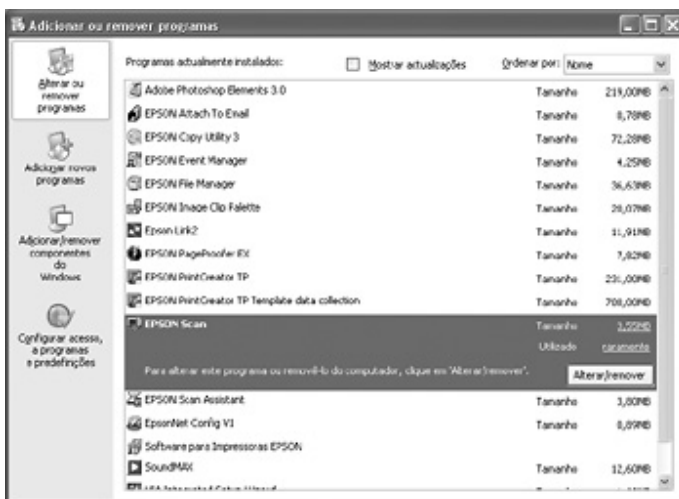 Adicionar ou remover programas
Alterar ou
remover
programas
Adicionar novos
programas
Adicionar/remover
componentes
do
Windows
Configurar acesso,
a programas
e predefinições
Programas actualmente instalados:
Mostrar actualizações
Ordenar por: Nome
Adobe Photoshop Elements 3.0 Tamanho 219,00MB
EPSON Attach To Email Tamanho 8,78MB
EPSON Copy Utility 3 Tamanho 72,28MB
EPSON Event Manager Tamanho 4,25MB
EPSON File Manager Tamanho 36,63MB
EPSON Image Clip Palette Tamanho 28,07MB
Epson Link2 Tamanho 11,91MB
EPSON PageProofer EX Tamanho 7,82MB
EPSON PrintCreator TP Tamanho 231,00MB
EPSON PrintCreator TP Template data collection Tamanho 708,00MB
EPSON Scan Tamanho 3,55MB
Utilizado raramente
Para alterar este programa ou removê-lo do computador, clique em 'Alterar/remover'.
Alterar/remover
EPSON Scan Assistant Tamanho 3,80MB
EpsonNet Config V1 Tamanho 8,89MB
Software para Impressoras EPSON
SoundMAX Tamanho 12,60MB